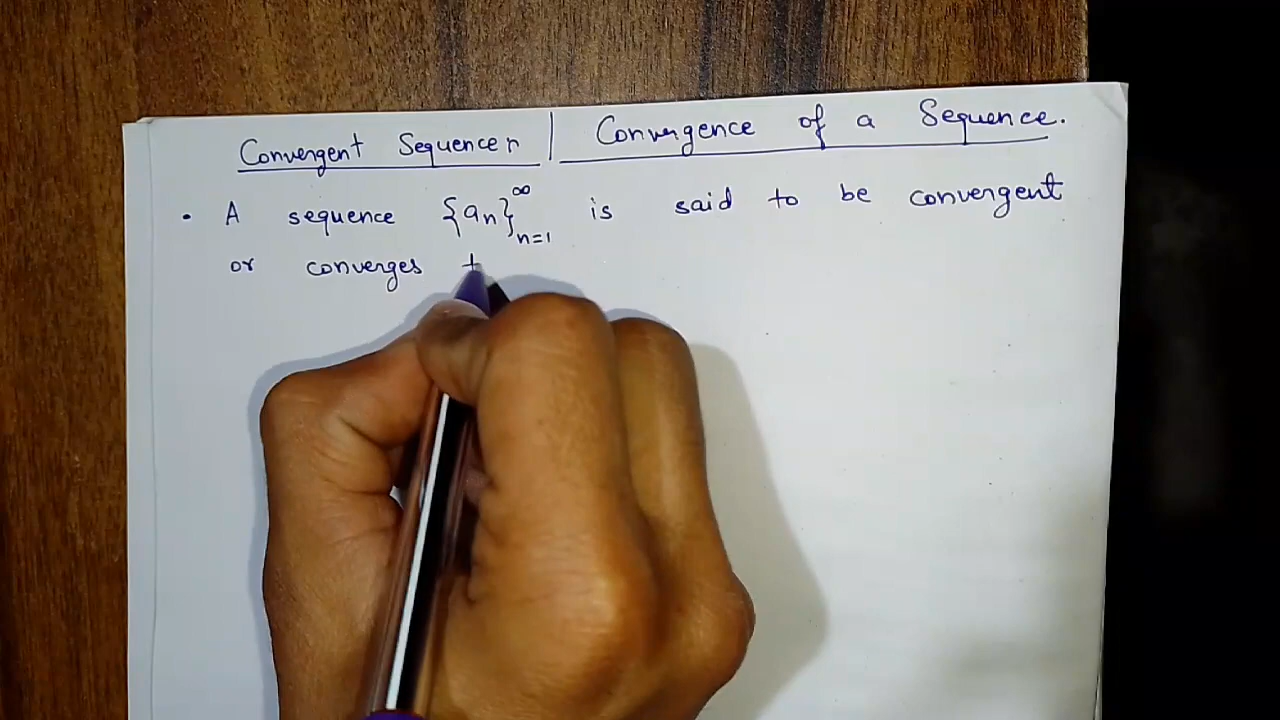 Convergent Sequence | Convergence of a Sequence.
• A sequence {aₙ}∞ₙ₌₁ is said to be convergent
or converges t